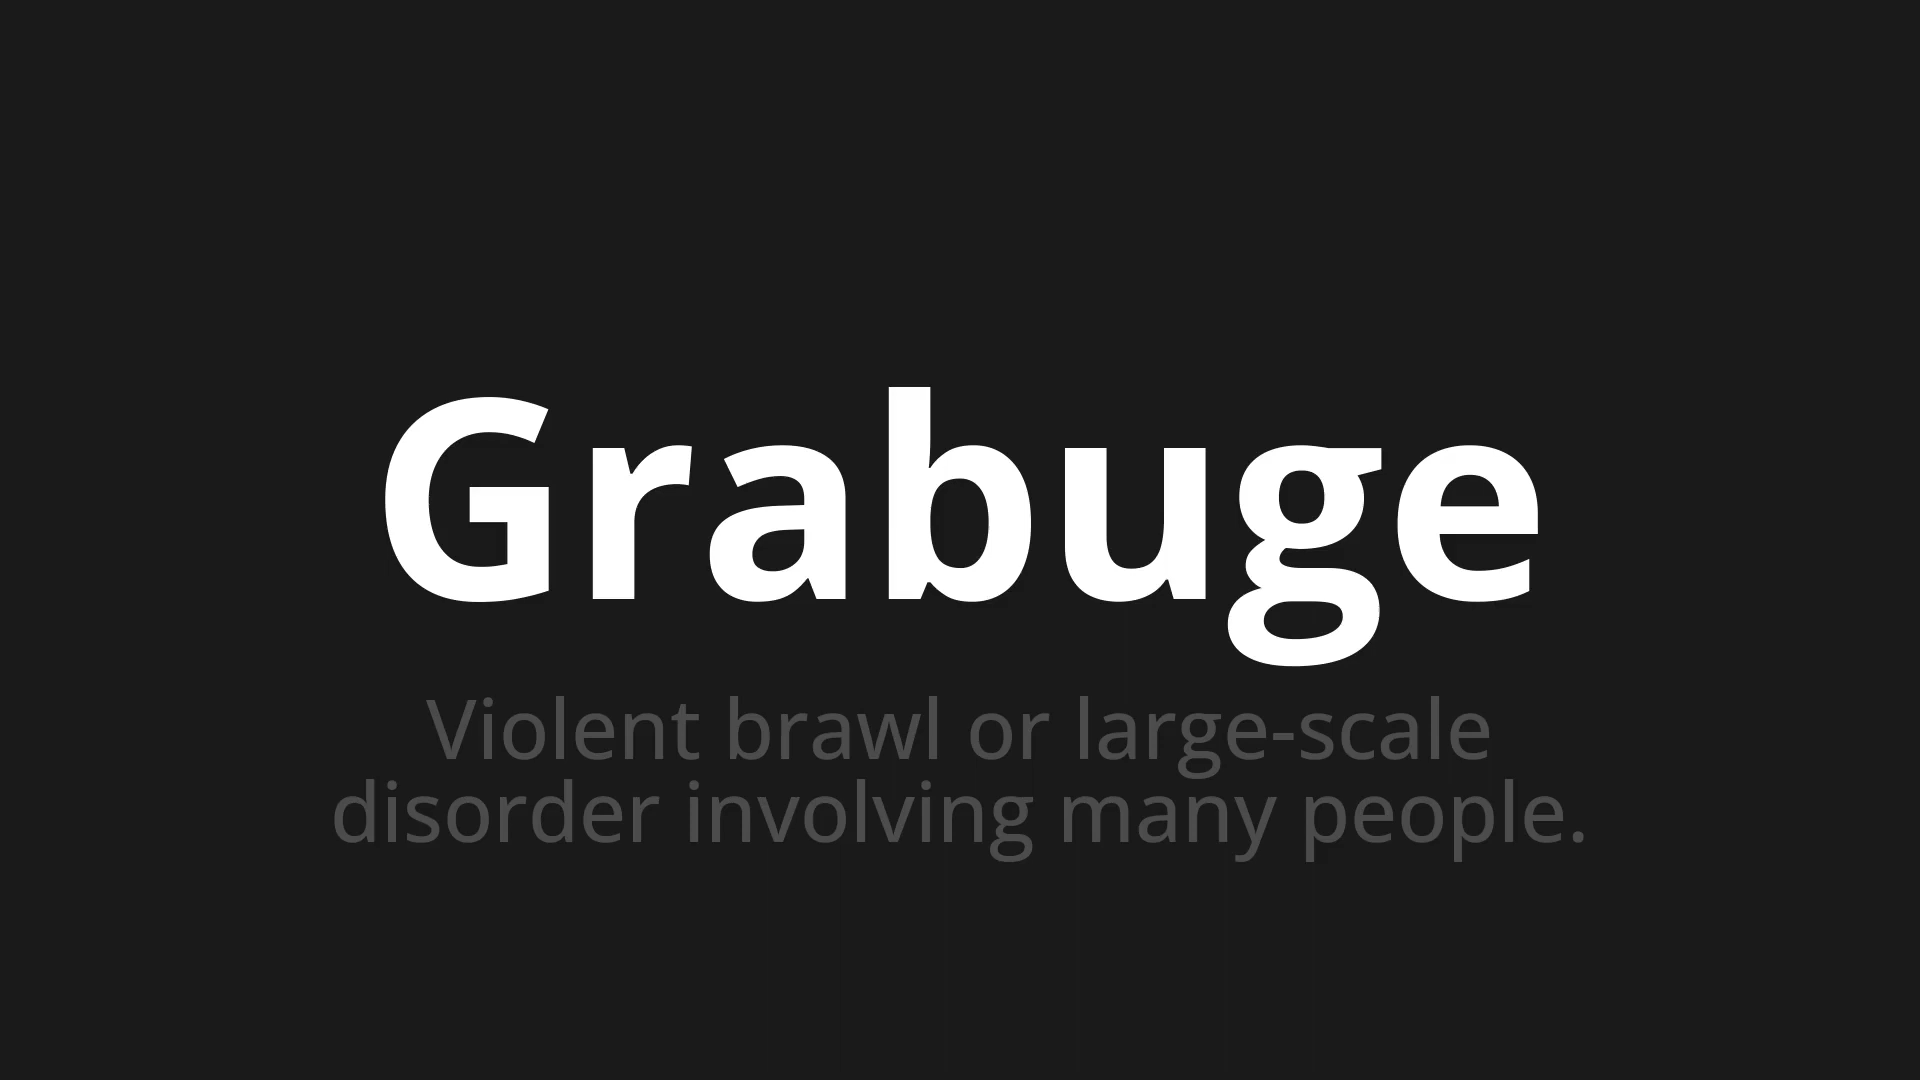 Grabuge
Violent brawl or large-scale
disorder involving many people.